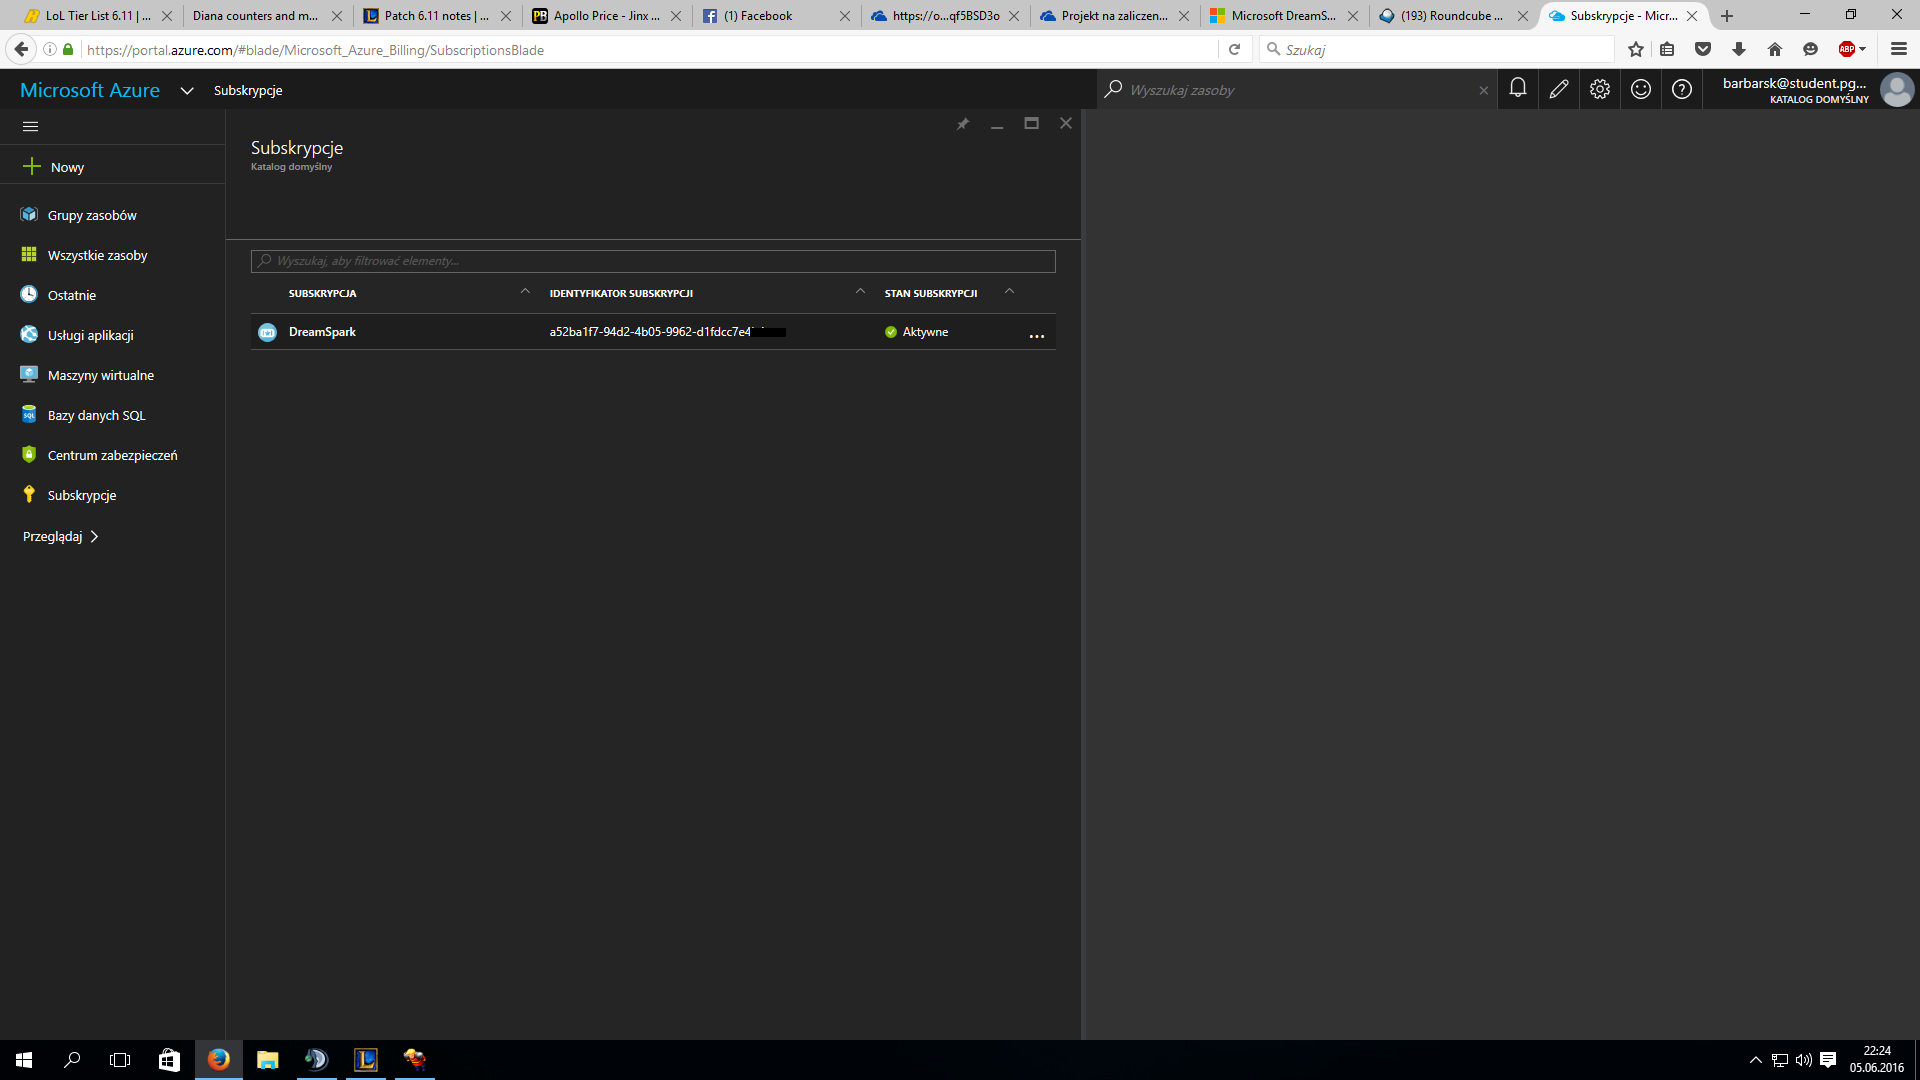 LoL Tier List 6.11 | ...
Diana counters and m...
Patch 6.11 notes | ...
Apollo Price - Jinx ...
(1) Facebook
https://o...qf5BSD3o
Projekt na zaliczen...
Microsoft DreamS...
(193) Roundcube ...
Subskrypcje - Micr...
https://portal.azure.com/#blade/Microsoft_Azure_Billing/SubscriptionsBlade
Szukaj
ABP
Microsoft Azure
Subskrypcje
Wyszukaj zasoby
barbarsk@student.pg...
KATALOG DOMYŚLNY
Nowy
Grupy zasobów
Wszystkie zasoby
Ostatnie
Usługi aplikacji
Maszyny wirtualne
Bazy danych SQL
Centrum zabezpieczeń
Subskrypcje
Przeglądaj
Subskrypcje
Katalog domyślny
Wyszukaj, aby filtrować elementy...
SUBSKRYPCJA
IDENTYFIKATOR SUBSKRYPCJI
STAN SUBSKRYPCJI
DreamSpark
a52ba1f7-94d2-4b05-9962-d1fdcc7e4
Aktywne
...
22:24
05.06.2016